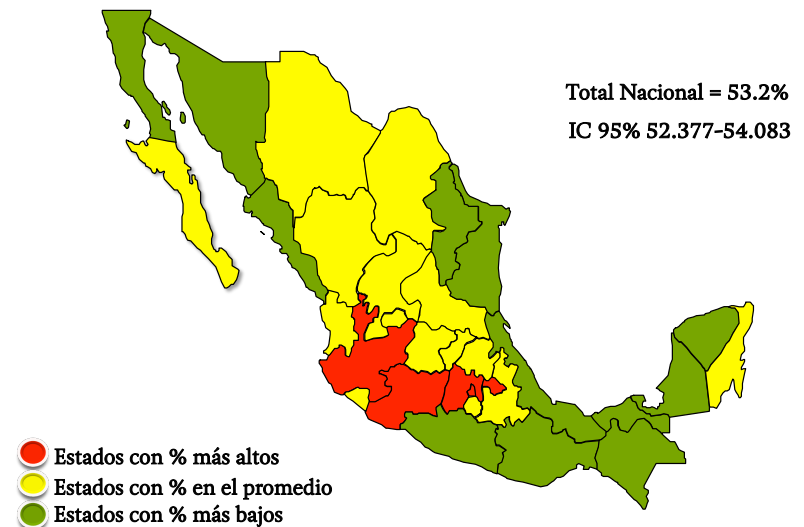 Total Nacional = 53.2%
IC 95% 52.377-54.083
Estados con % más altos
Estados con % en el promedio
Estados con % más bajos